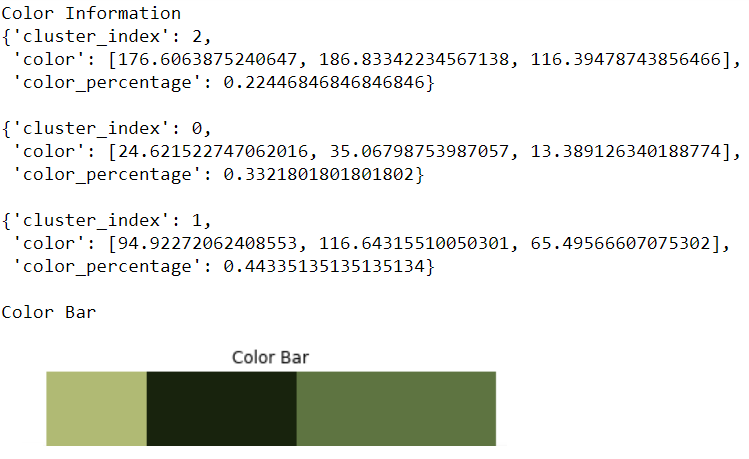 Color Information
{'cluster_index': 2,
'color': [176.6063875240647, 186.83342234567138, 116.39478743856466],
'color_percentage': 0.22446846846846846}
{'cluster_index': 0,
'color': [24.621522747062016, 35.06798753987057, 13.389126340188774],
'color_percentage': 0.3321801801801802}
{'cluster_index': 1,
'color': [94.92272062408553, 116.64315510050301, 65.49566607075302],
'color_percentage': 0.44335135135135134}
Color Bar
Color Bar